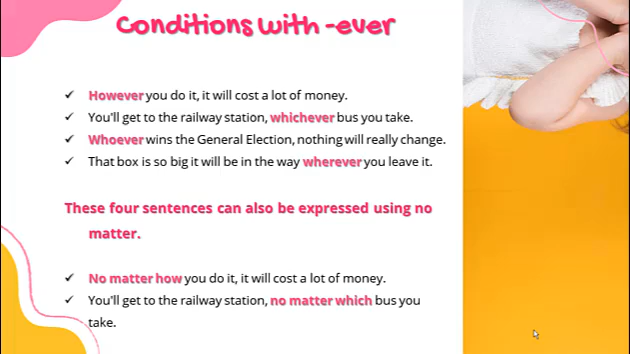 Conditions with -ever
✓ However you do it, it will cost a lot of money.
✓ You'll get to the railway station, whichever bus you take.
✓ Whoever wins the General Election, nothing will really change.
✓ That box is so big it will be in the way wherever you leave it.
These four sentences can also be expressed using no
matter.
✓ No matter how you do it, it will cost a lot of money.
✓ You'll get to the railway station, no matter which bus you
take.